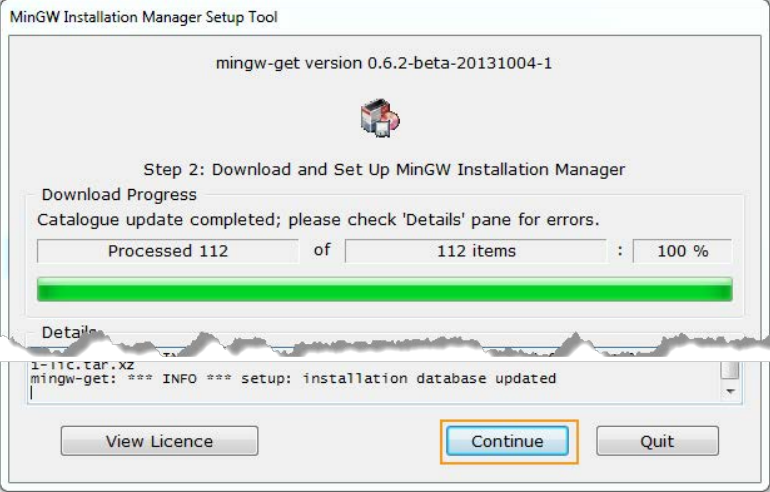 MinGW Installation Manager Setup Tool
mingw-get version 0.6.2-beta-20131004-1
Step 2: Download and Set Up MinGW Installation Manager
Download Progress
Catalogue update completed; please check 'Details' pane for errors.
Processed 112 of 112 items : 100 %
Details
i-lic.tar.xz
mingw-get: *** INFO *** setup: installation database updated
View Licence Continue Quit